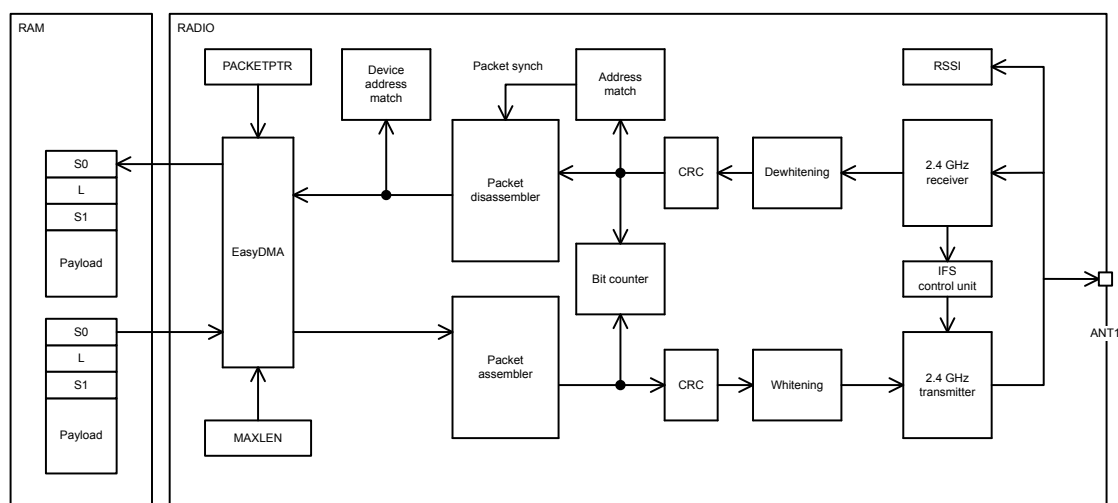 RAM
RADIO
PACKETPTR
Device
address
match
Packet synch
Address
match
RSSI
S0
L
S1
Payload
EasyDMA
Packet
disassembler
CRC
Dewhitening
2.4 GHz
receiver
Bit counter
IFS
control unit
ANT1
S0
L
S1
Payload
Packet
assembler
CRC
Whitening
2.4 GHz
transmitter
MAXLEN